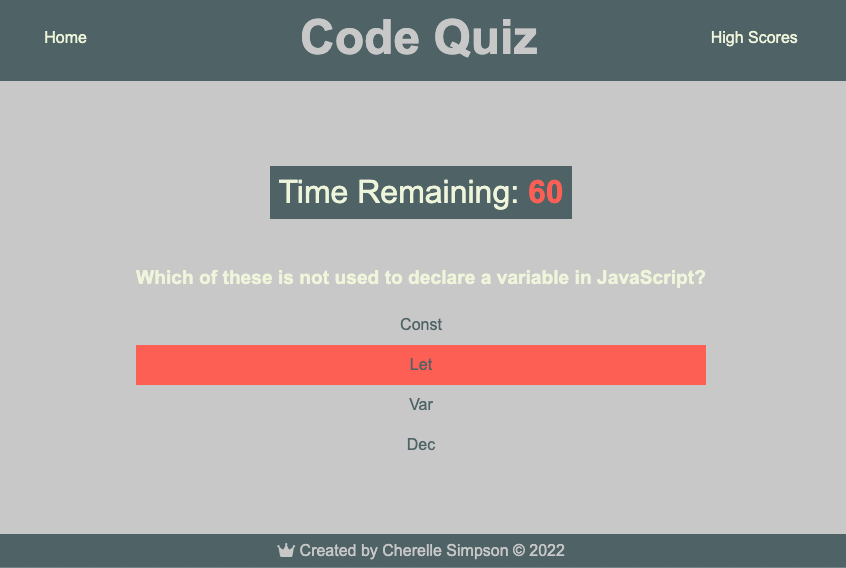 Home
Code Quiz
High Scores
Time Remaining: 60
Which of these is not used to declare a variable in JavaScript?
Const
Let
Var
Dec
Created by Cherelle Simpson © 2022